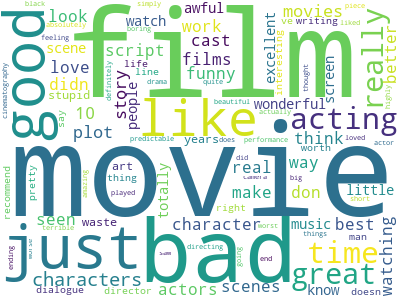 film
movie
good
bad
just
like
acting
really
time
great
movies
watch
awful
look
work
scene
cast
script
films
love
funny
didn
stupid
life
line
story
people
10
plot
years
excellent
interesting
writing
ve
liked
piece
better
screen
wonderful
think
worth
way
real
make
don
little
watching
seen
art
thing
pretty
recommend
totally
waste
character
characters
played
right
music
best
man
things
short
big
did
camera
actors
scenes
director
dialogue
directing
going
end
worst
know
doesn
ending
terrible
cinematography
absolutely
say
black
feeling
boring
simply
definitely
drama
quite
beautiful
predictable
performance
actually
does
thought
highly
loved
actor